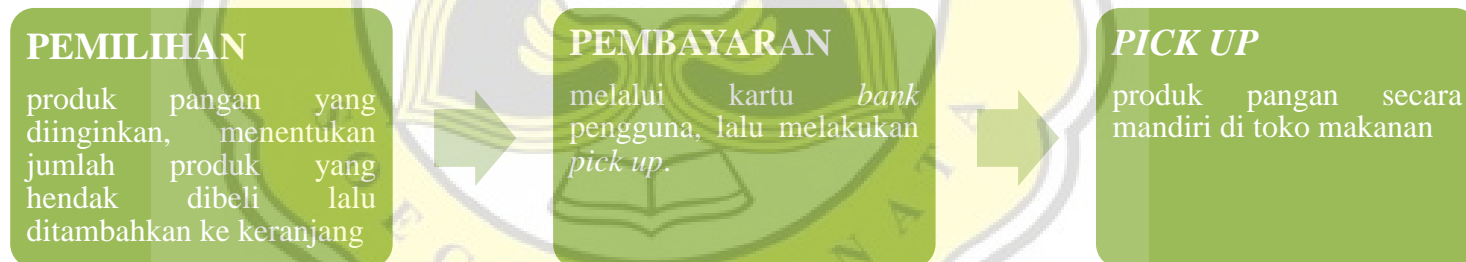 PEMILIHAN
produk pangan yang
diinginkan, menentukan
jumlah produk yang
hendak dibeli lalu
ditambahkan ke keranjang
PEMBAYARAN
melalui kartu bank
pengguna, lalu melakukan
pick up.
PICK UP
produk pangan secara
mandiri di toko makanan